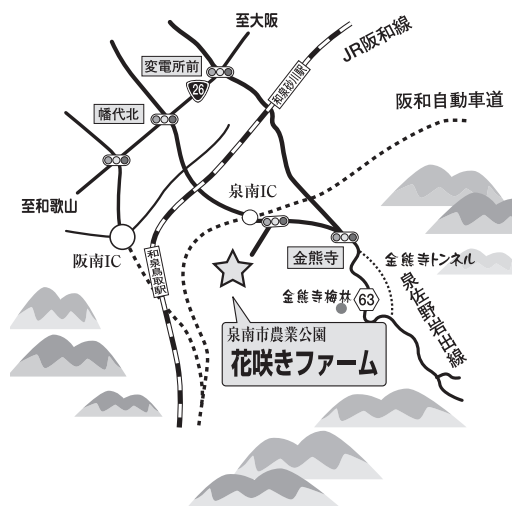 至大阪
JR阪和線
変電所前
26
和泉砂川駅
幡代北
阪和自動車道
泉南IC
至和歌山
阪南IC
和泉鳥取駅
金熊寺
金熊寺トンネル
金熊寺梅林
63
泉佐野岩出線
泉南市農業公園
花咲きファーム